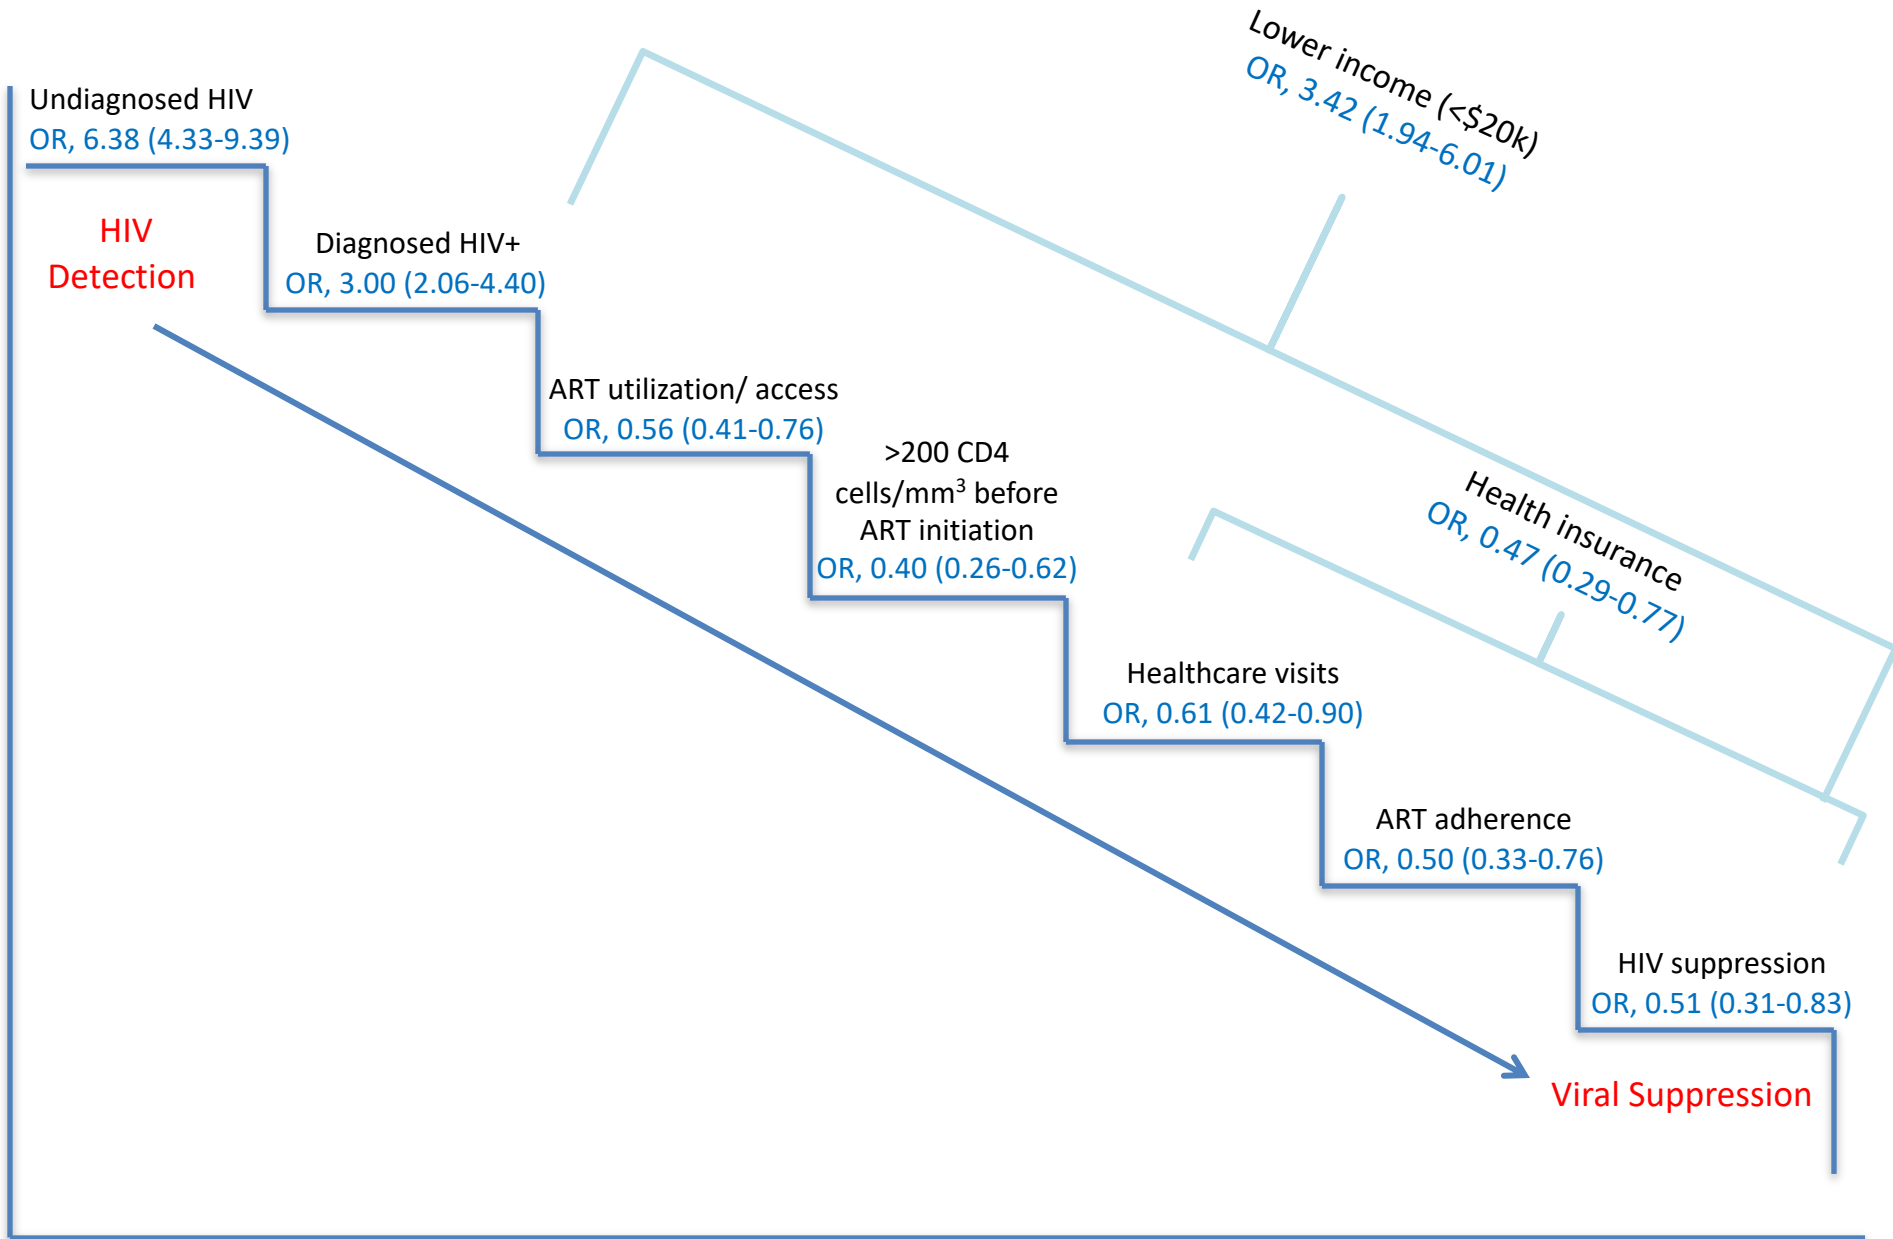 Undiagnosed HIV
OR, 6.38 (4.33-9.39)
HIV
Detection
Diagnosed HIV+
OR, 3.00 (2.06-4.40)
ART utilization/ access
OR, 0.56 (0.41-0.76)
>200 CD4
cells/mm³ before
ART initiation
OR, 0.40 (0.26-0.62)
Healthcare visits
OR, 0.61 (0.42-0.90)
ART adherence
OR, 0.50 (0.33-0.76)
HIV suppression
OR, 0.51 (0.31-0.83)
Viral Suppression
Lower income (<$20k)
OR, 3.42 (1.94-6.01)
Health insurance
OR, 0.47 (0.29-0.77)